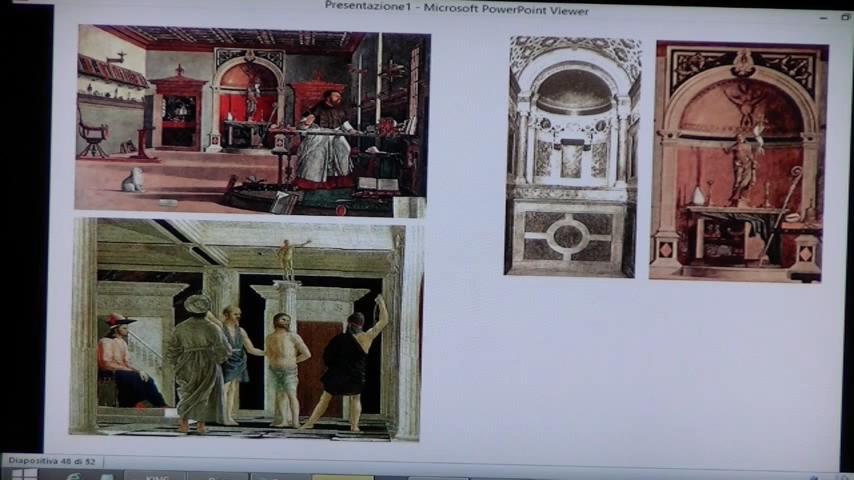 Presentazione1 - Microsoft PowerPoint Viewer
Diapositiva 48 di 52